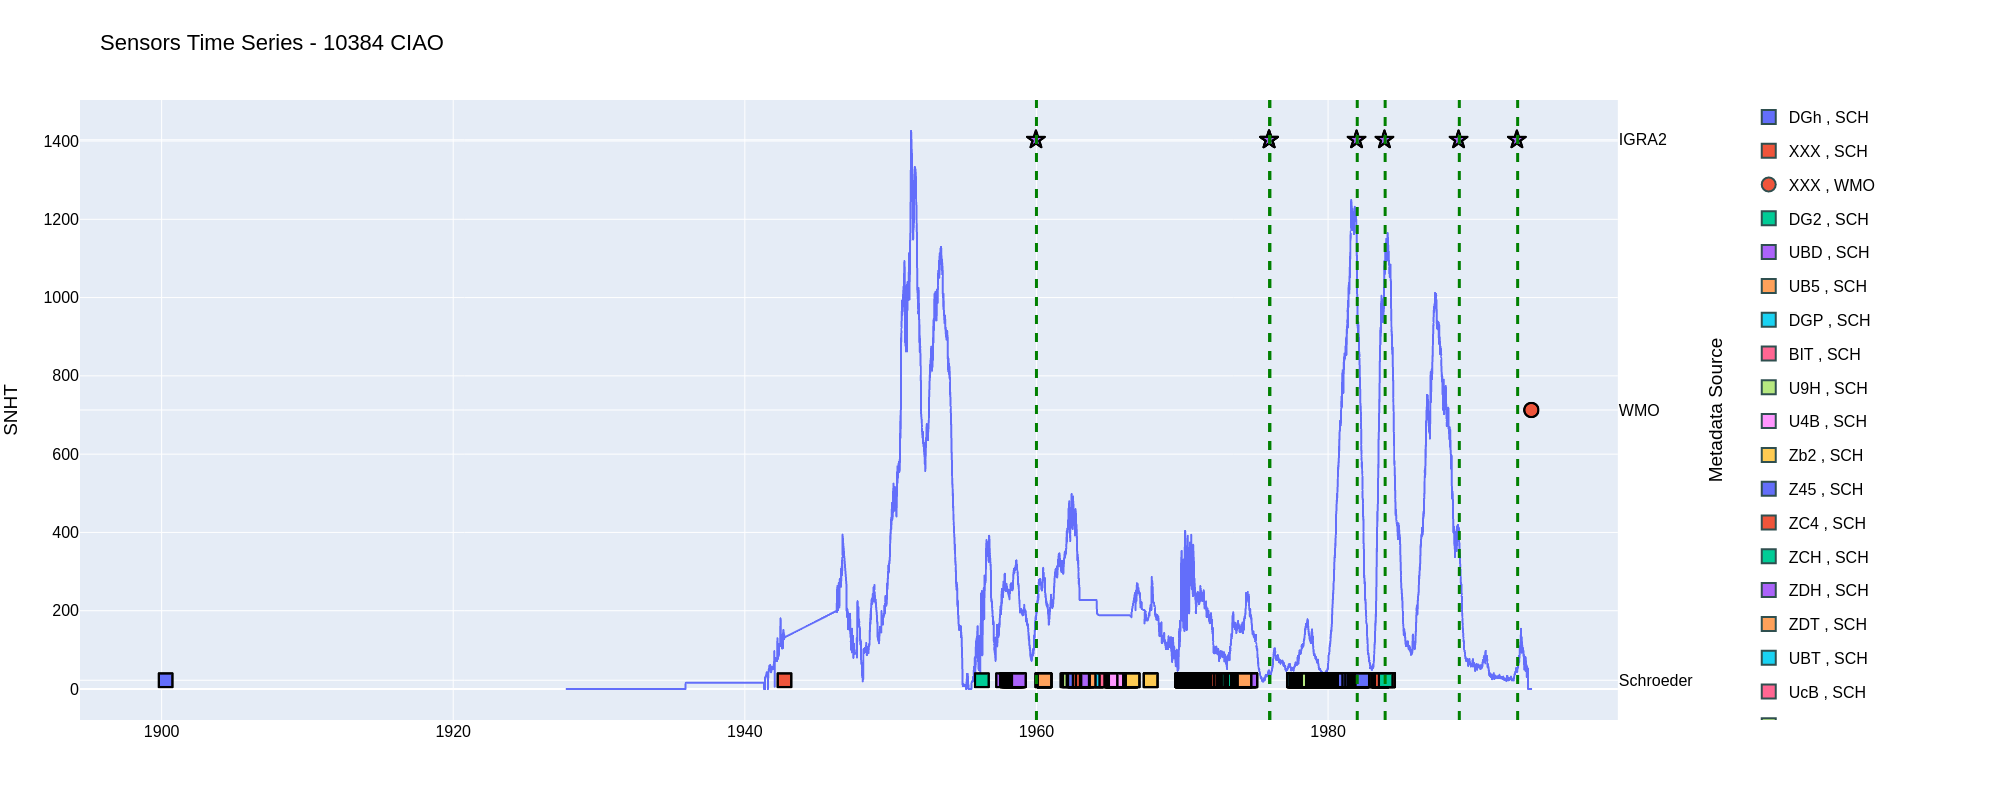 Sensors Time Series - 10384 CIAO
SNHT
1400
1200
1000
800
600
400
200
0
1900
1920
1940
1960
1980
IGRA2
WMO
Schroeder
Metadata Source
DGh , SCH
XXX , SCH
XXX , WMO
DG2 , SCH
UBD , SCH
UB5 , SCH
DGP , SCH
BIT , SCH
U9H , SCH
U4B , SCH
Zb2 , SCH
Z45 , SCH
ZC4 , SCH
ZCH , SCH
ZDH , SCH
ZDT , SCH
UBT , SCH
UcB , SCH